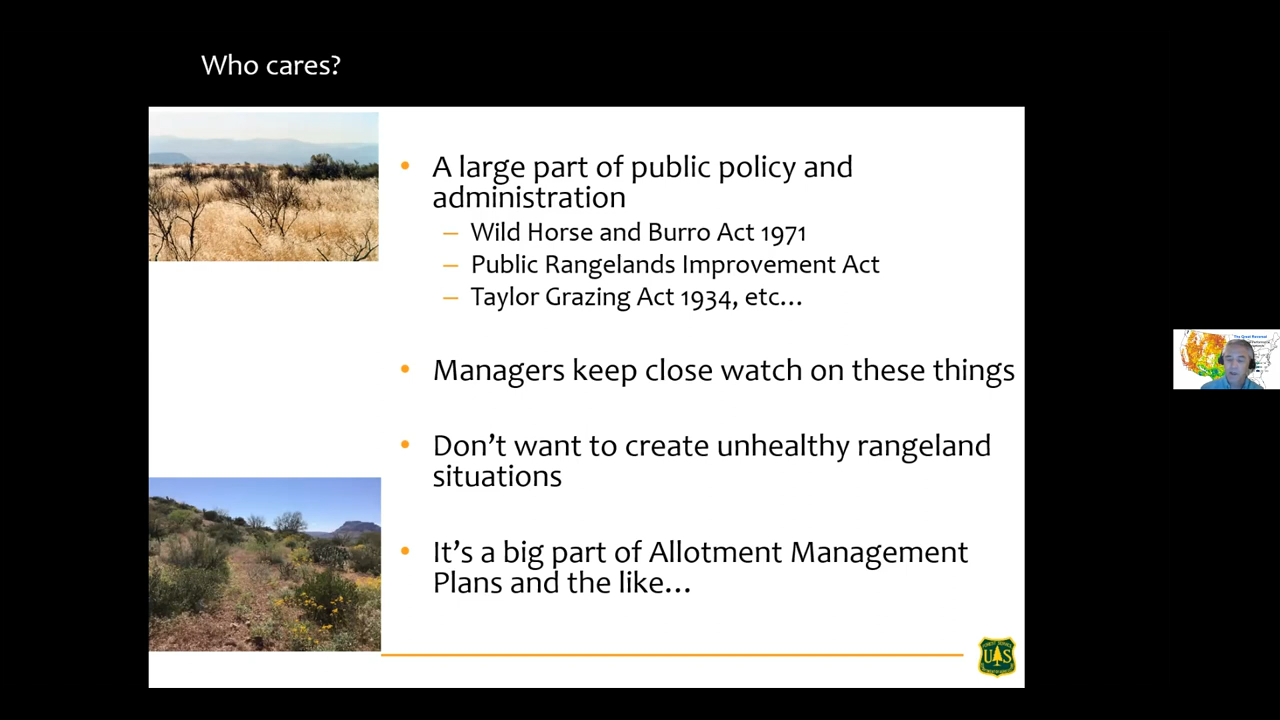 Who cares?
• A large part of public policy and
administration
– Wild Horse and Burro Act 1971
– Public Rangelands Improvement Act
– Taylor Grazing Act 1934, etc…
• Managers keep close watch on these things
• Don’t want to create unhealthy rangeland
situations
• It’s a big part of Allotment Management
Plans and the like…
FOREST SERVICE
U S